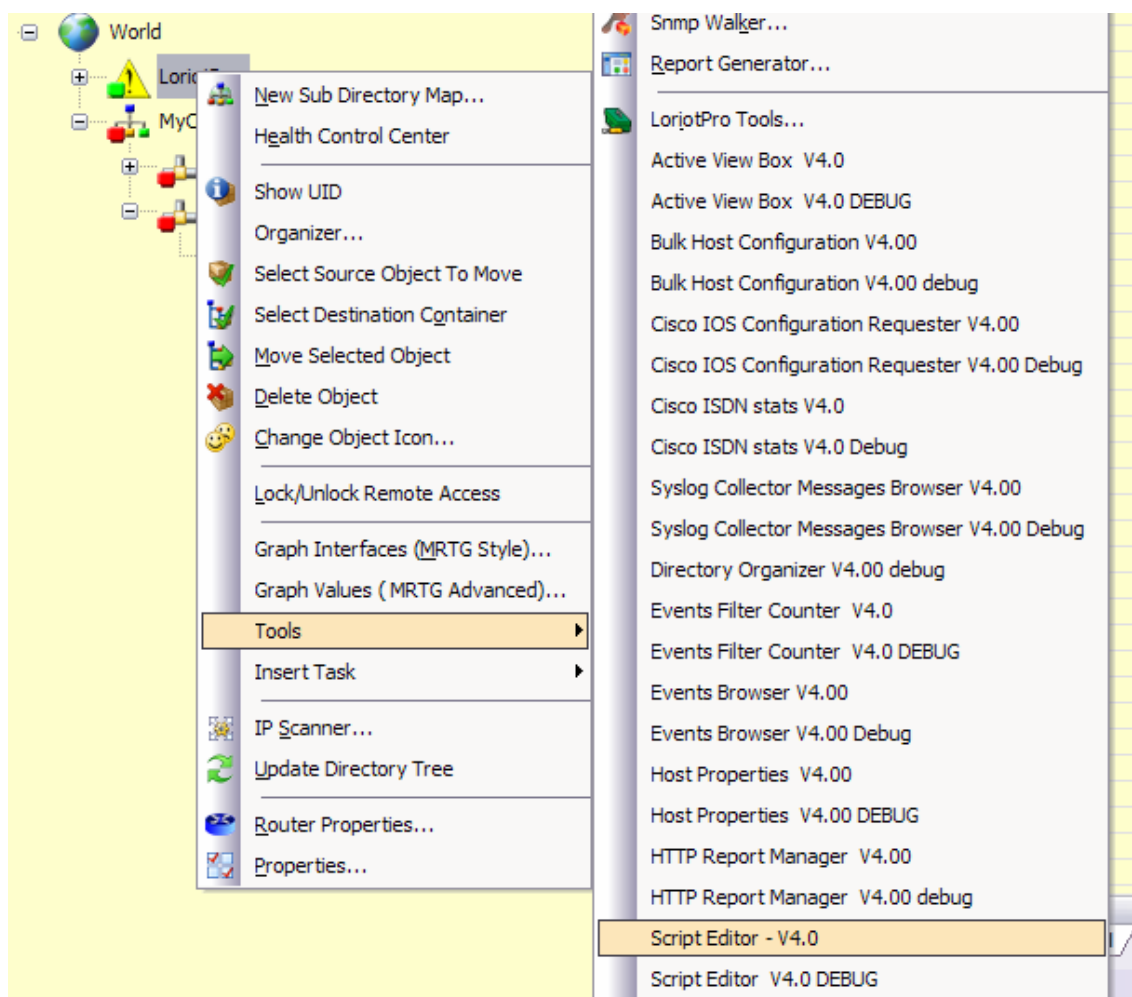 World
MyC
New Sub Directory Map...
Health Control Center
Show UID
Organizer...
Select Source Object To Move
Select Destination Container
Move Selected Object
Delete Object
Change Object Icon...
Lock/Unlock Remote Access
Graph Interfaces (MRTG Style)...
Graph Values ( MRTG Advanced)...
Tools
Insert Task
IP Scanner...
Update Directory Tree
Router Properties...
Properties...
Snmp Walker...
Report Generator...
LoriotPro Tools...
Active View Box V4.0
Active View Box V4.0 DEBUG
Bulk Host Configuration V4.00
Bulk Host Configuration V4.00 debug
Cisco IOS Configuration Requester V4.00
Cisco IOS Configuration Requester V4.00 Debug
Cisco ISDN stats V4.0
Cisco ISDN stats V4.0 Debug
Syslog Collector Messages Browser V4.00
Syslog Collector Messages Browser V4.00 Debug
Directory Organizer V4.00 debug
Events Filter Counter V4.0
Events Filter Counter V4.0 DEBUG
Events Browser V4.00
Events Browser V4.00 Debug
Host Properties V4.00
Host Properties V4.00 DEBUG
HTTP Report Manager V4.00
HTTP Report Manager V4.00 debug
Script Editor - V4.0
Script Editor V4.0 DEBUG